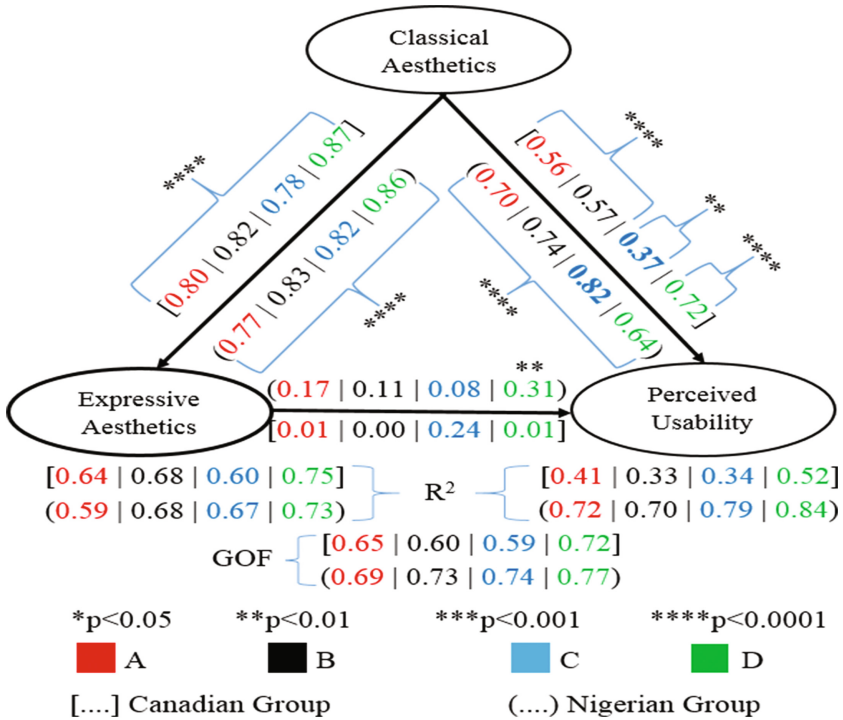 Classical
Aesthetics
****
[0.80 | 0.82 | 0.78 | 0.87]
(0.77 | 0.83 | 0.82 | 0.86)
****
****
(0.70 | 0.74 | 0.82 | 0.64)
[0.56 | 0.57 | 0.37 | 0.72]
****
**
****
Expressive
Aesthetics
**
(0.17 | 0.11 | 0.08 | 0.31)
[0.01 | 0.00 | 0.24 | 0.01]
Perceived
Usability
[0.64 | 0.68 | 0.60 | 0.75]
(0.59 | 0.68 | 0.67 | 0.73)
R²
[0.41 | 0.33 | 0.34 | 0.52]
(0.72 | 0.70 | 0.79 | 0.84)
GOF
[0.65 | 0.60 | 0.59 | 0.72]
(0.69 | 0.73 | 0.74 | 0.77)
*p<0.05 **p<0.01 ***p<0.001 ****p<0.0001
A B C D
[....] Canadian Group (....) Nigerian Group